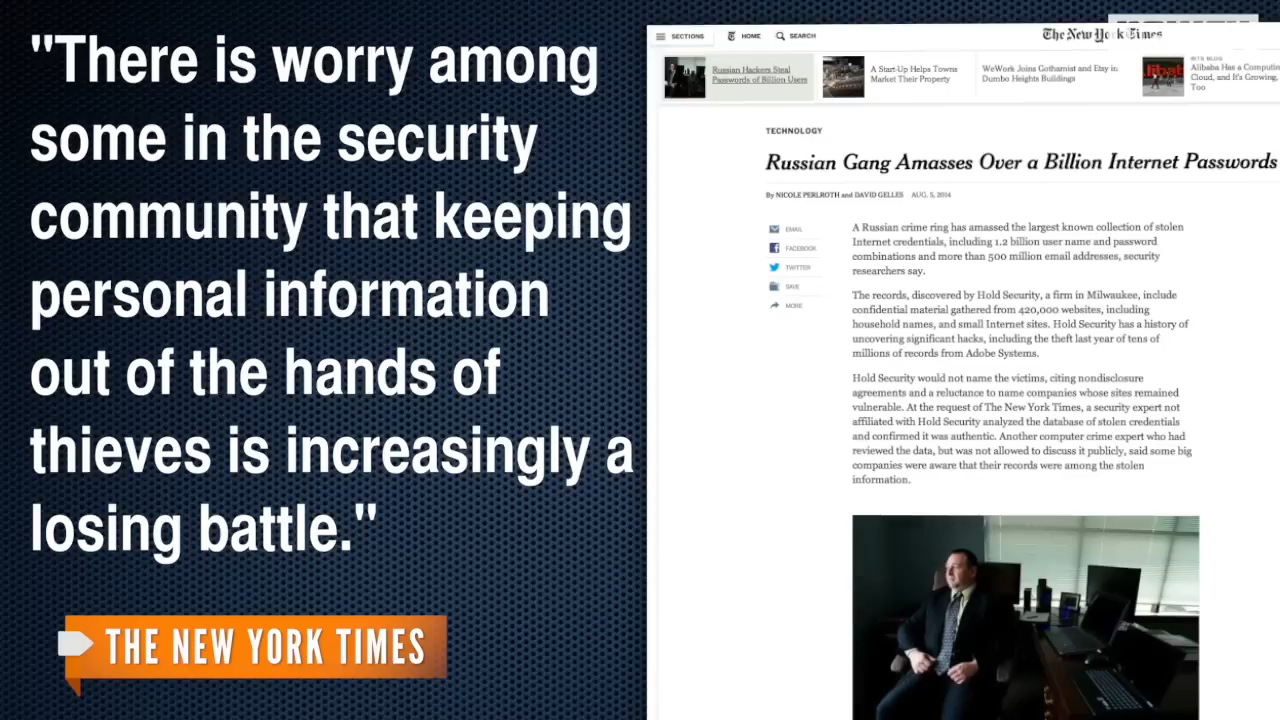 "There is worry among
some in the security
community that keeping
personal information
out of the hands of
thieves is increasingly a
losing battle."
THE NEW YORK TIMES
SECTIONS HOME SEARCH
The New York Times
Russian Hackers Steal
Passwords of Billion Users
A Start-Up Helps Towns
Market Their Property
WeWork Joins Gothamist and Etsy in
Dumbo Heights Buildings
BITS BLOG
Alibaba Has a Computin
Cloud, and It's Growing,
Too
TECHNOLOGY
Russian Gang Amasses Over a Billion Internet Passwords
By NICOLE PERLROTH and DAVID GELLES AUG. 5, 2014
EMAIL
FACEBOOK
TWITTER
SAVE
MORE
A Russian crime ring has amassed the largest known collection of stolen
Internet credentials, including 1.2 billion user name and password
combinations and more than 500 million email addresses, security
researchers say.
The records, discovered by Hold Security, a firm in Milwaukee, include
confidential material gathered from 420,000 websites, including
household names, and small Internet sites. Hold Security has a history of
uncovering significant hacks, including the theft last year of tens of
millions of records from Adobe Systems.
Hold Security would not name the victims, citing nondisclosure
agreements and a reluctance to name companies whose sites remained
vulnerable. At the request of The New York Times, a security expert not
affiliated with Hold Security analyzed the database of stolen credentials
and confirmed it was authentic. Another computer crime expert who had
reviewed the data, but was not allowed to discuss it publicly, said some big
companies were aware that their records were among the stolen
information.